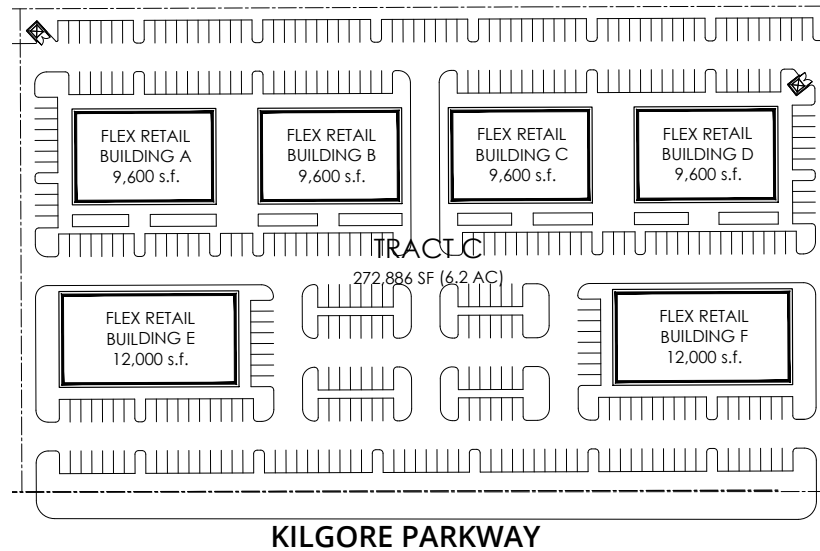 FLEX RETAIL
BUILDING A
9,600 s.f.
FLEX RETAIL
BUILDING B
9,600 s.f.
FLEX RETAIL
BUILDING C
9,600 s.f.
FLEX RETAIL
BUILDING D
9,600 s.f.
TRACT C
272,886 SF (6.2 AC)
FLEX RETAIL
BUILDING E
12,000 s.f.
FLEX RETAIL
BUILDING F
12,000 s.f.
KILGORE PARKWAY